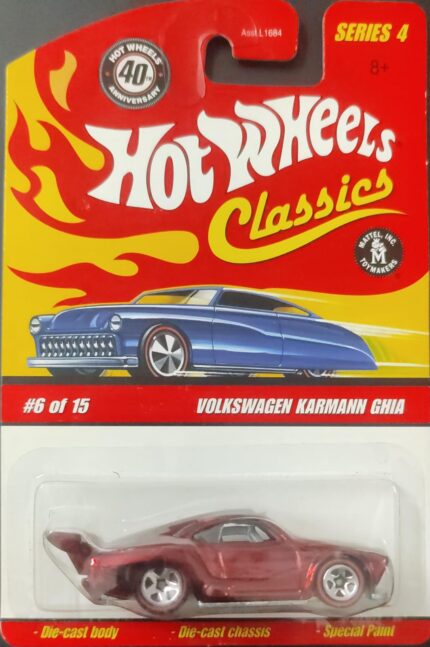 Asst L1684
SERIES 4
8+
HOT WHEELS
40TH
ANNIVERSARY
HOT WHEELS
Classics
MATTEL, INC.
M
TOYMAKERS
#6 of 15
VOLKSWAGEN KARMANN GHIA
- Die-cast body
- Die-cast chassis
- Special Paint